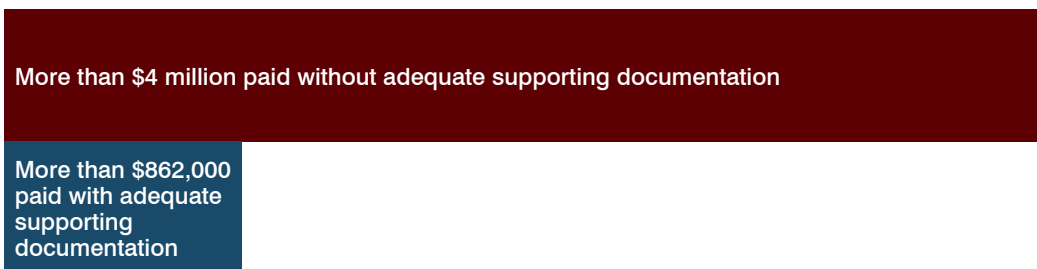 More than $4 million paid without adequate supporting documentation
More than $862,000
paid with adequate
supporting
documentation